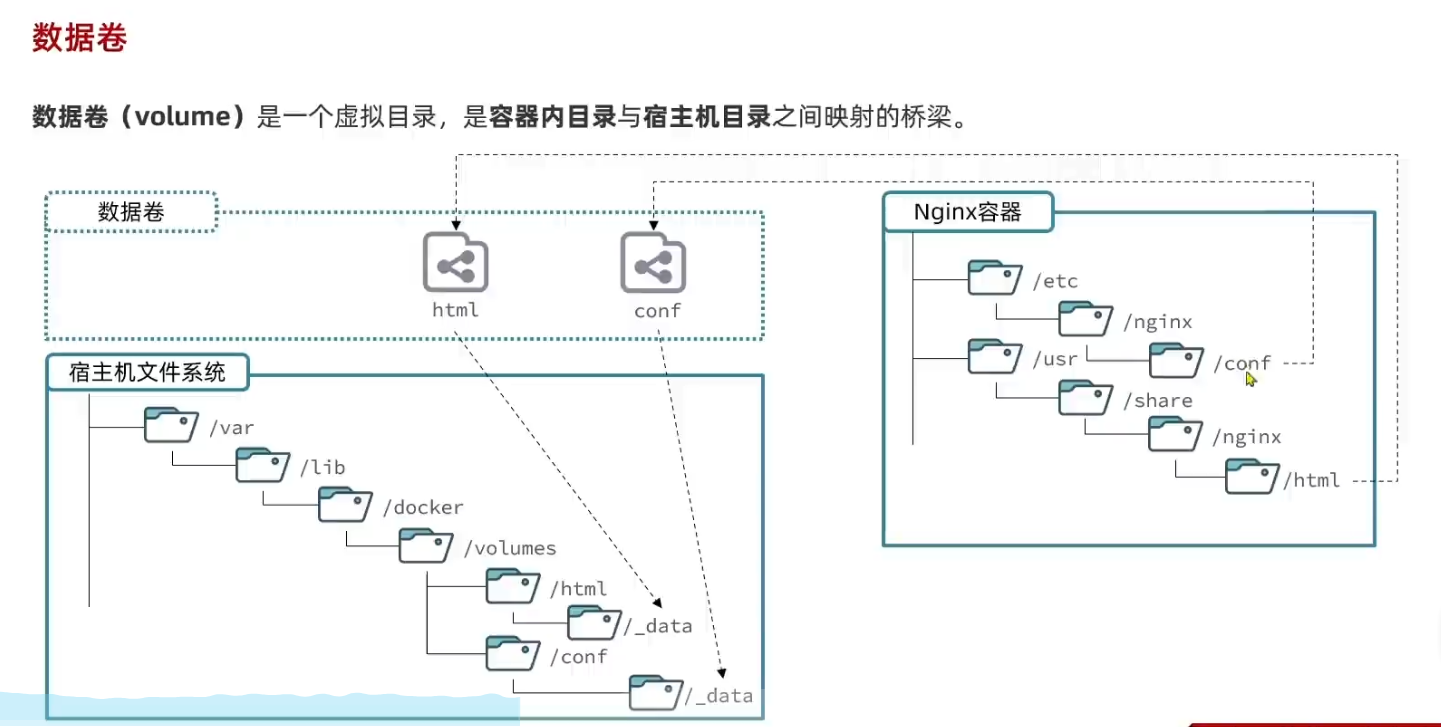 数据卷
数据卷（volume）是一个虚拟目录，是容器内目录与宿主机目录之间映射的桥梁。
数据卷
html
conf
宿主机文件系统
/var
/lib
/docker
/volumes
/html
/_data
/conf
/_data
Nginx容器
/etc
/nginx
/conf
/usr
/share
/nginx
/html